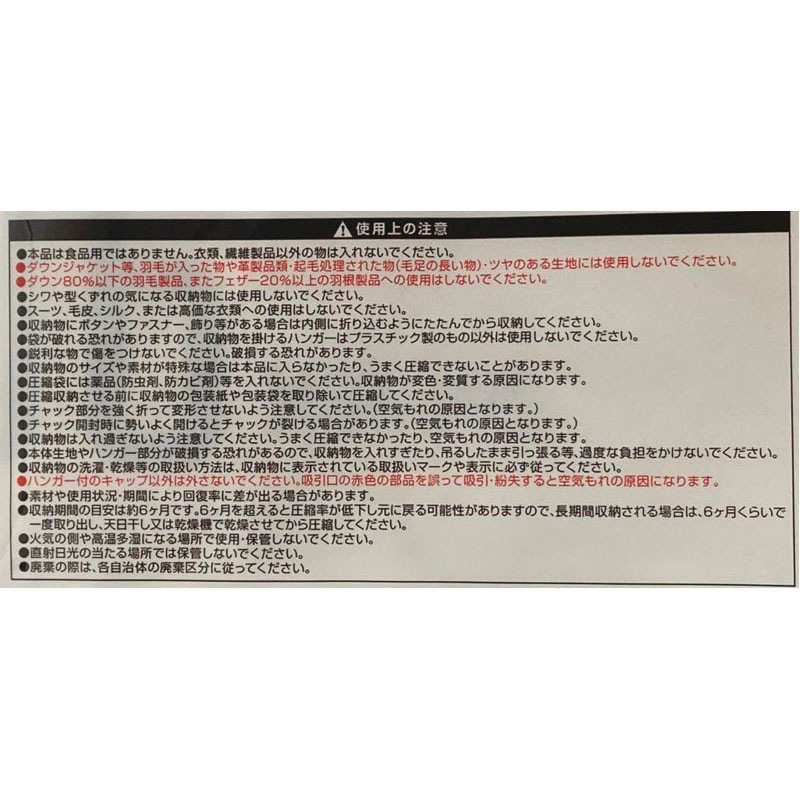 使用上の注意
●本品は食品用ではありません。衣類、繊維製品以外の物は入れないでください。
●ダウンジャケット等、羽毛が入った物や革製品類・起毛処理された物(毛足の長い物)・ツヤのある生地には使用しないでください。
●ダウン80%以下の羽毛製品、またフェザー20%以上の羽根製品への使用はしないでください。
●シワや型くずれの気になる収納物には使用しないでください。
●スーツ、毛皮、シルク、または高価な衣類への使用はしないでください。
●収納物にボタンやファスナー、飾り等がある場合は内側に折り込むようにたたんでから収納してください。
●袋が破れる恐れがありますので、収納物を掛けるハンガーはプラスチック製のもの以外は使用しないでください。
●鋭利な物で傷をつけないでください。破損する恐れがあります。
●収納物のサイズや素材が特殊な場合は本品に入らなかったり、うまく圧縮できないことがあります。
●圧縮袋には薬品(防虫剤、防カビ剤)等を入れないでください。収納物が変色・変質する原因になります。
●圧縮収納させる前に収納物の包装紙や包装袋を取り除いて圧縮してください。
●チャック部分を強く折って変形させないよう注意してください。(空気もれの原因となります。)
●チャック開封時に勢いよく開けるとチャックが裂ける場合があります。(空気もれの原因となります。)
●収納物は入れ過ぎないよう注意してください。うまく圧縮できなかったり、空気もれの原因になります。
●本体生地やハンガー部分が破損する恐れがあるので、収納物を入れすぎたり、吊るしたまま引っ張る等、過度な負担をかけないでください。
●収納物の洗濯・乾燥等の取扱い方法は、収納物に表示されている取扱いマークや表示に必ず従ってください。
●ハンガー付のキャップ以外は外さないでください。吸引口の赤色の部品を誤って吸引・紛失すると空気もれの原因になります。
●素材や使用状況・期間により回復率に差が出る場合があります。
●収納期間の目安は約6ヶ月です。6ヶ月を超えると圧縮率が低下し元に戻る可能性がありますので、長期間収納される場合は、6ヶ月くらいで
一度取り出し、天日干し又は乾燥機で乾燥させてから圧縮してください。
●火気の側や高温多湿になる場所で使用・保管しないでください。
●直射日光の当たる場所では保管しないでください。
●廃棄の際は、各自治体の廃棄区分に従ってください。